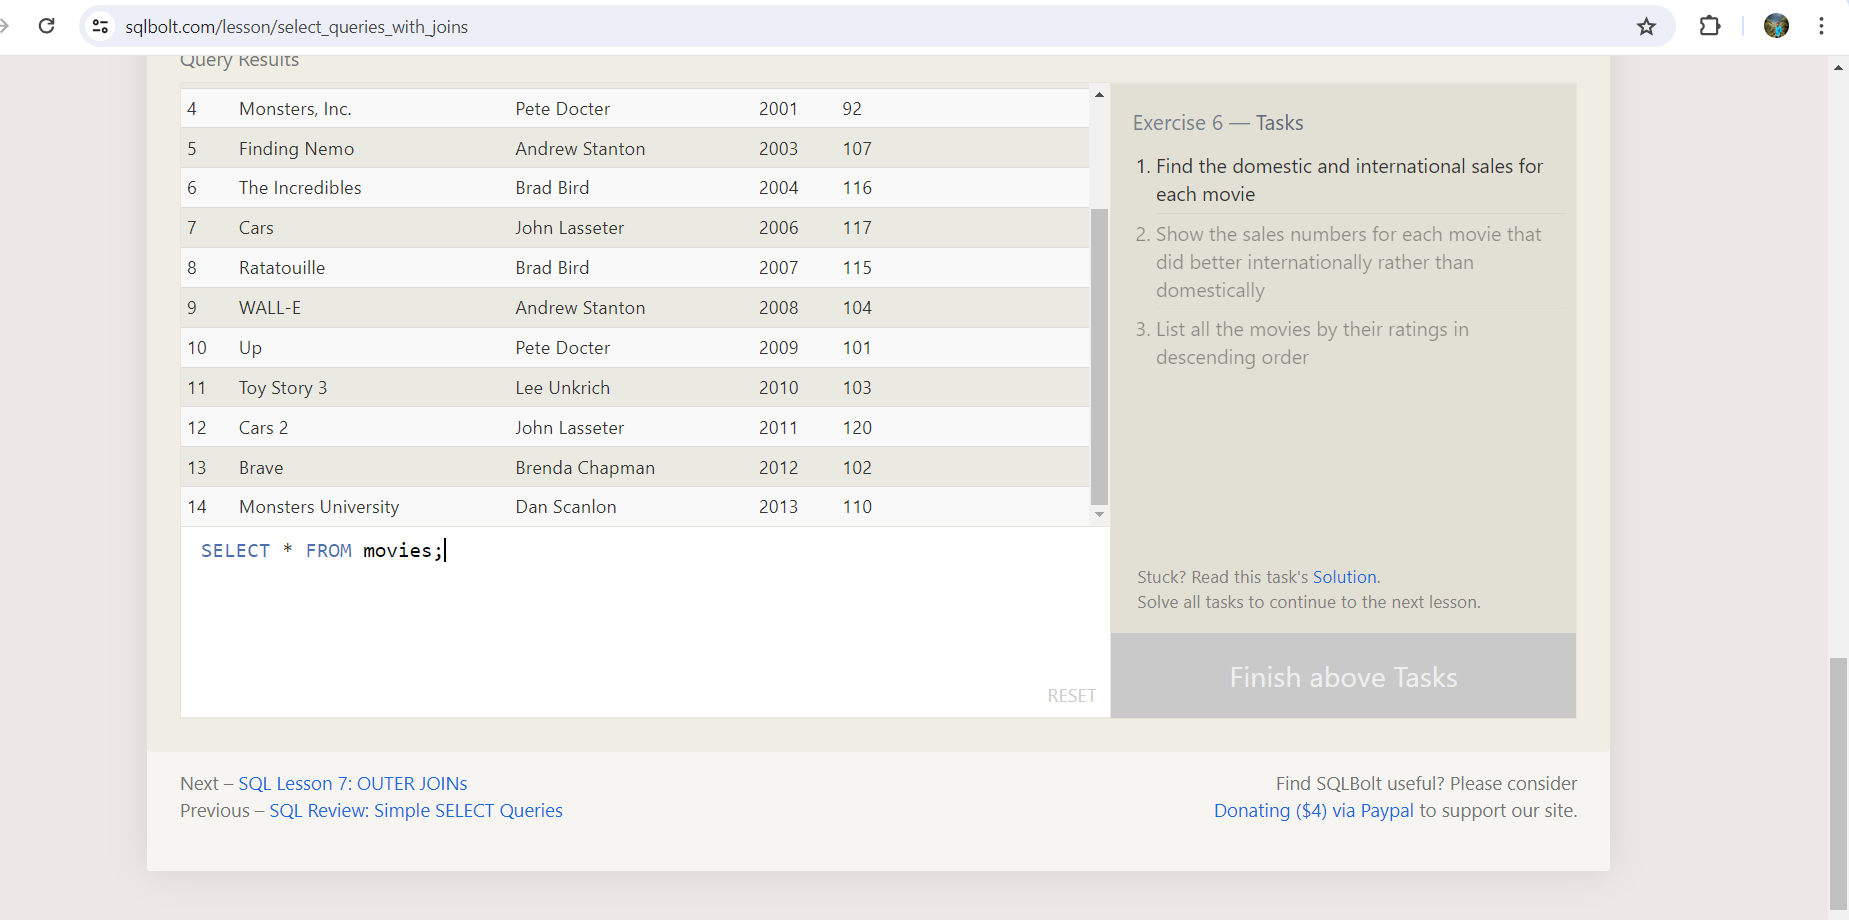 sqlbolt.com/lesson/select_queries_with_joins
Query Results
4 Monsters, Inc. Pete Docter 2001 92
5 Finding Nemo Andrew Stanton 2003 107
6 The Incredibles Brad Bird 2004 116
7 Cars John Lasseter 2006 117
8 Ratatouille Brad Bird 2007 115
9 WALL-E Andrew Stanton 2008 104
10 Up Pete Docter 2009 101
11 Toy Story 3 Lee Unkrich 2010 103
12 Cars 2 John Lasseter 2011 120
13 Brave Brenda Chapman 2012 102
14 Monsters University Dan Scanlon 2013 110
SELECT * FROM movies;
RESET
Exercise 6 — Tasks
1. Find the domestic and international sales for
each movie
2. Show the sales numbers for each movie that
did better internationally rather than
domestically
3. List all the movies by their ratings in
descending order
Stuck? Read this task's Solution.
Solve all tasks to continue to the next lesson.
Finish above Tasks
Next – SQL Lesson 7: OUTER JOINs
Previous – SQL Review: Simple SELECT Queries
Find SQLBolt useful? Please consider
Donating ($4) via Paypal to support our site.